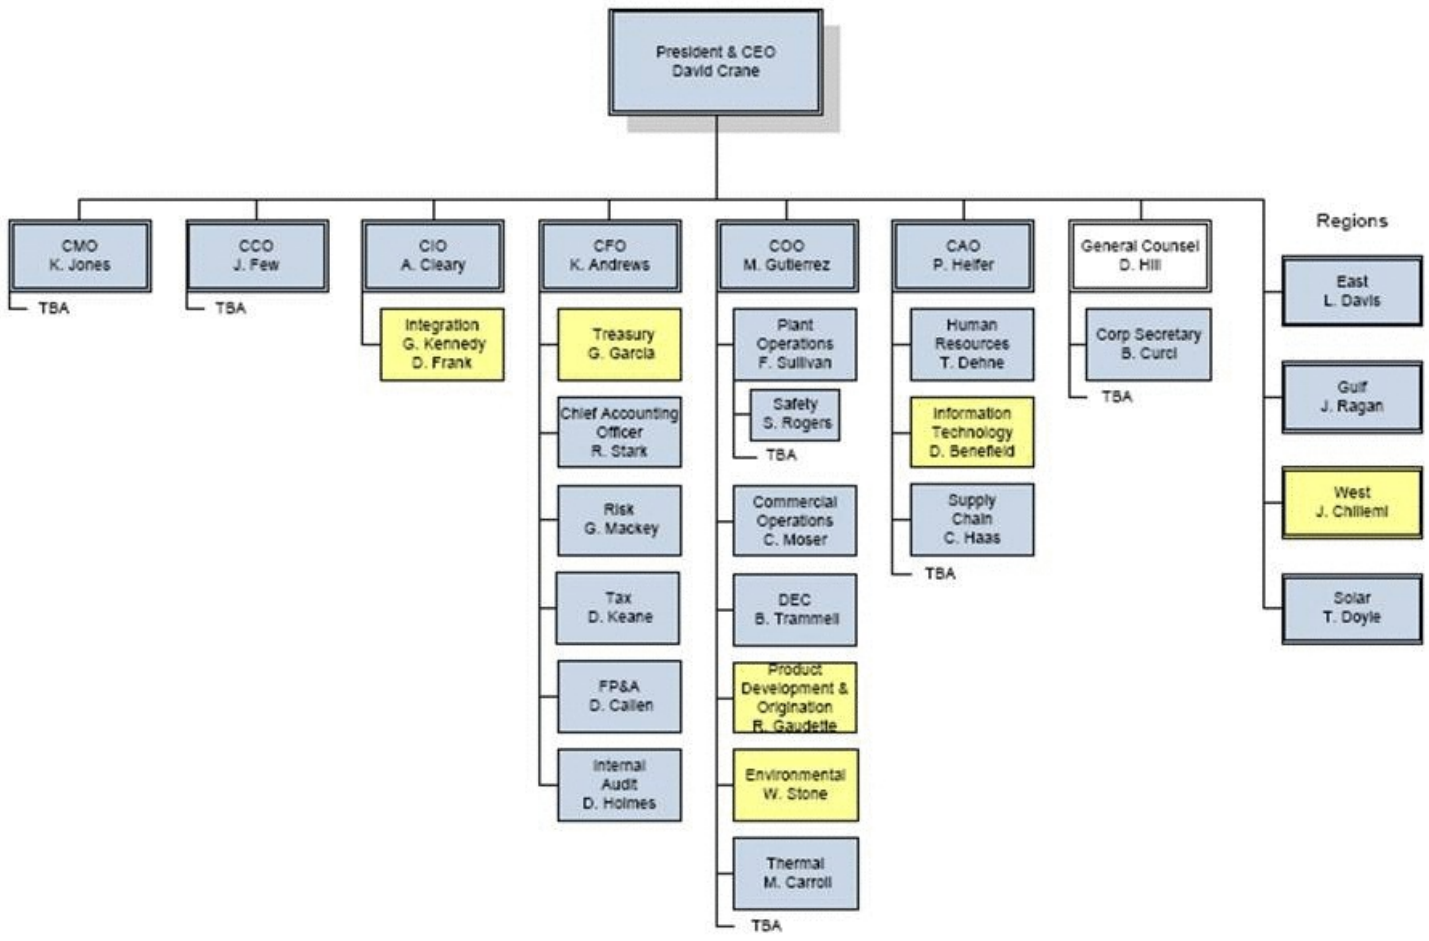 President & CEO
David Crane
CMO
K. Jones
TBA
CCO
J. Few
TBA
CIO
A. Cleary
Integration
G. Kennedy
D. Frank
CFO
K. Andrews
Treasury
G. Garcia
Chief Accounting
Officer
R. Stark
Risk
G. Mackey
Tax
D. Keane
FP&A
D. Callen
Internal
Audit
D. Holmes
COO
M. Gutierrez
Plant
Operations
F. Sullivan
Safety
S. Rogers
TBA
Commercial
Operations
C. Moser
DEC
B. Trammell
Product
Development &
Origination
R. Gaudette
Environmental
W. Stone
Thermal
M. Carroll
TBA
CAO
P. Helfer
Human
Resources
T. Dehne
Information
Technology
D. Benefield
Supply
Chain
C. Haas
TBA
General Counsel
D. Hill
Corp Secretary
B. Curci
TBA
Regions
East
L. Davis
Gulf
J. Ragan
West
J. Chillemi
Solar
T. Doyle